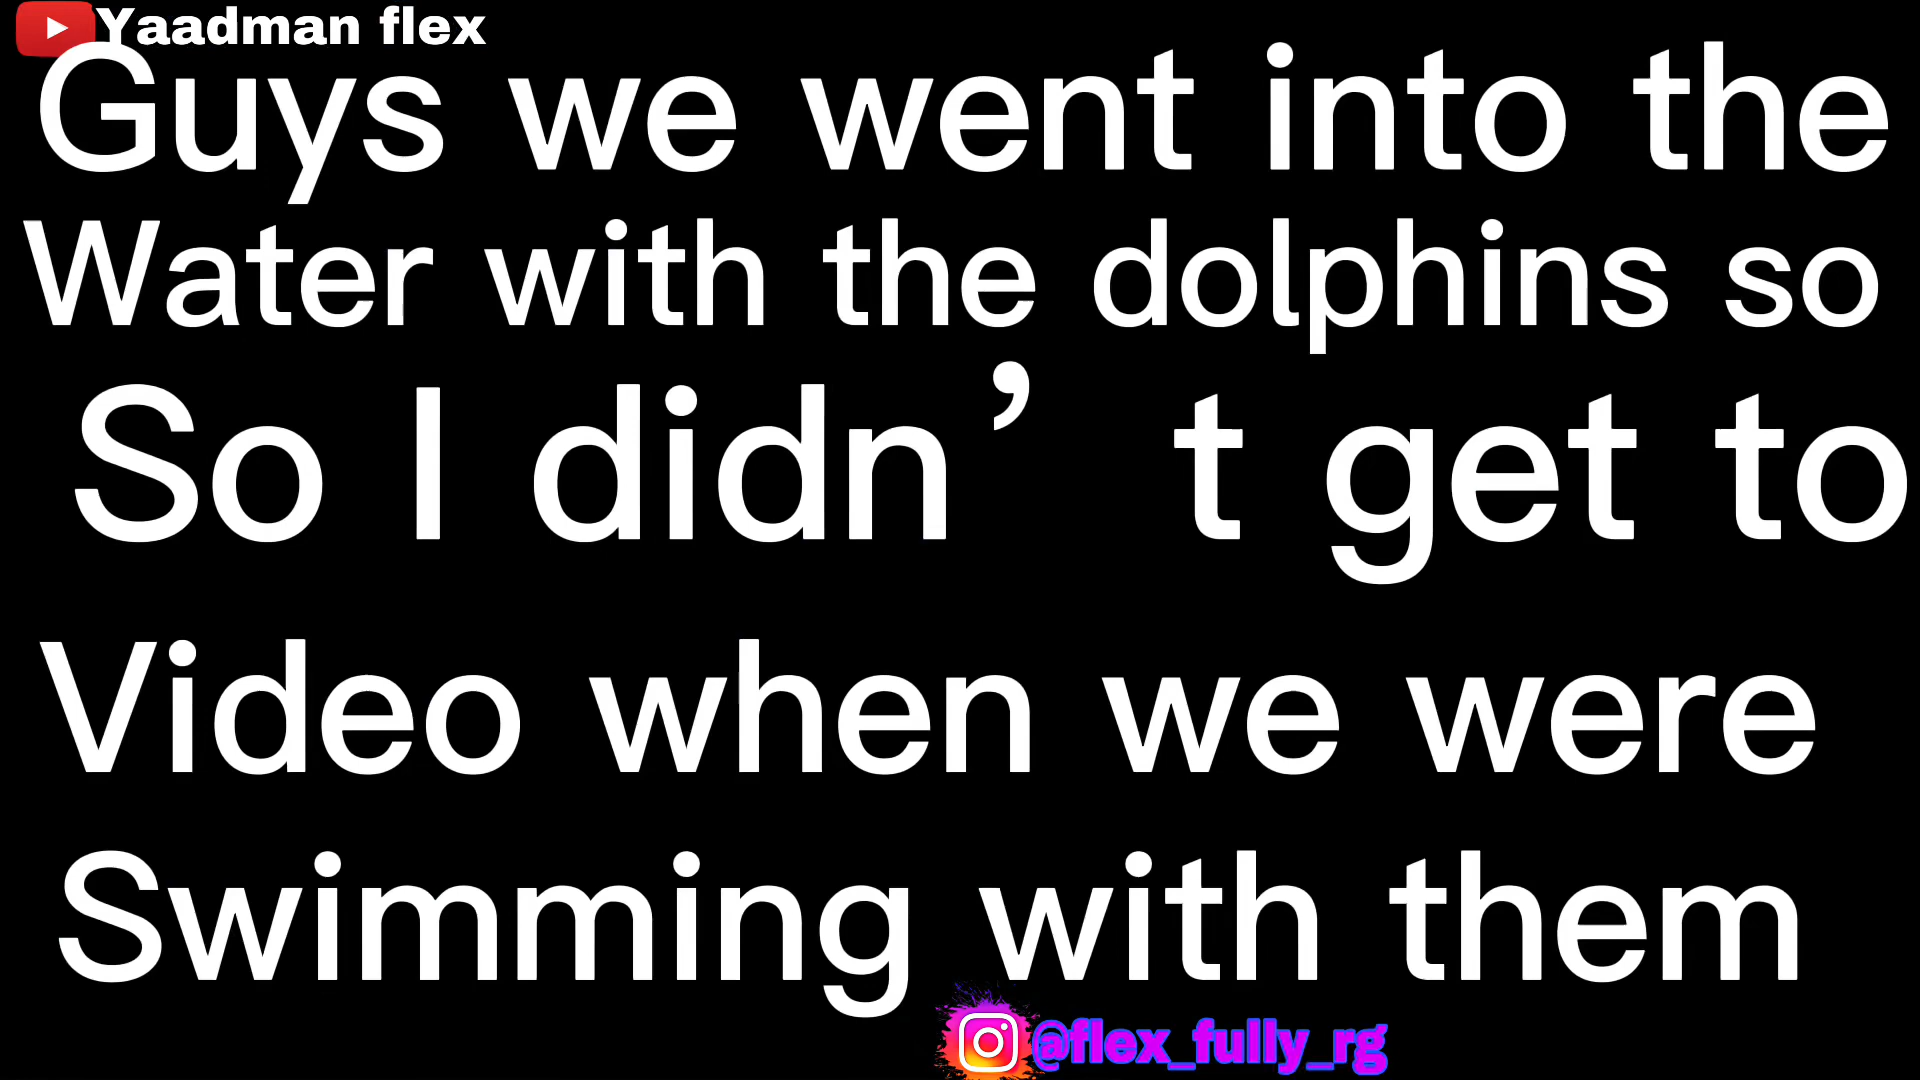 Yaadman flex
Guys we went into the
Water with the dolphins so
So I didn’t get to
Video when we were
Swimming with them
@flex_fully_rg